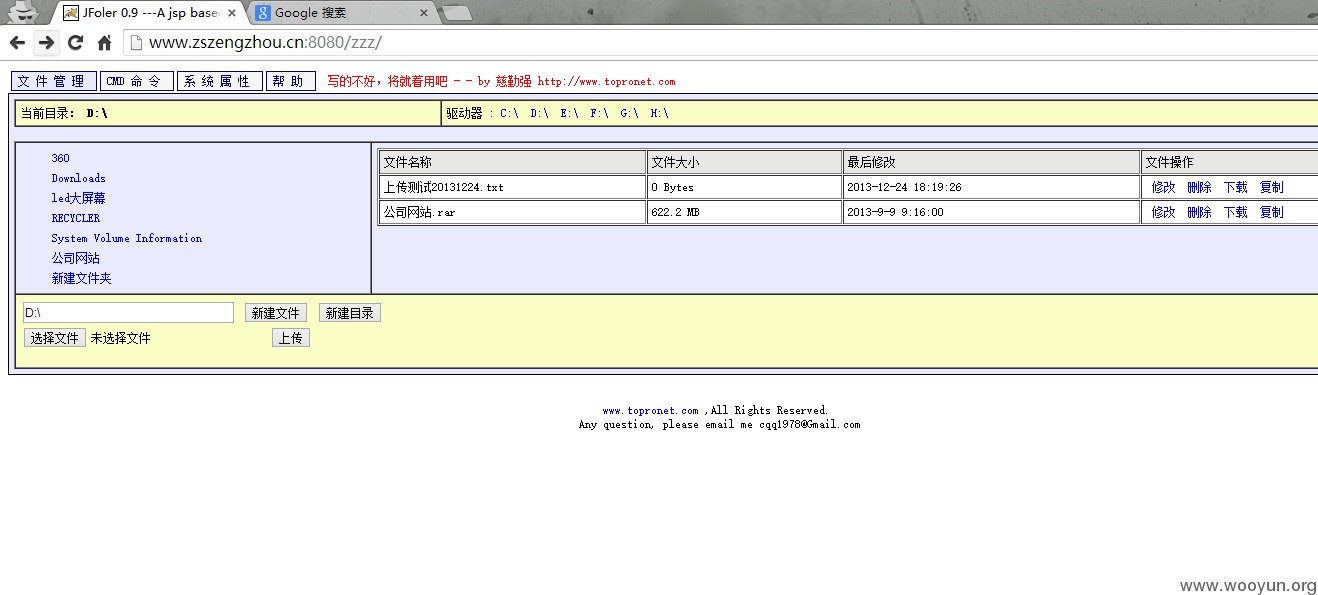 JFoler 0.9 ---A jsp base
Google 搜索
www.zszengzhou.cn:8080/zzz/
文件管理 CMD 命令 系统属性 帮助 写的不好，将就着用吧 - - by 慈勤强 http://www.topronet.com
当前目录： D:\ 驱动器 : C:\ D:\ E:\ F:\ G:\ H:\
360
Downloads
led大屏幕
RECYCLER
System Volume Information
公司网站
新建文件夹
文件名称 文件大小 最后修改 文件操作
上传测试20131224.txt 0 Bytes 2013-12-24 18:19:26 修改 删除 下载 复制
公司网站.rar 622.2 MB 2013-9-9 9:16:00 修改 删除 下载 复制
D:\ 新建文件 新建目录
选择文件 未选择文件 上传
www.topronet.com ,All Rights Reserved.
Any question, please email me cqq1978@Gmail.com
www.wooyun.org